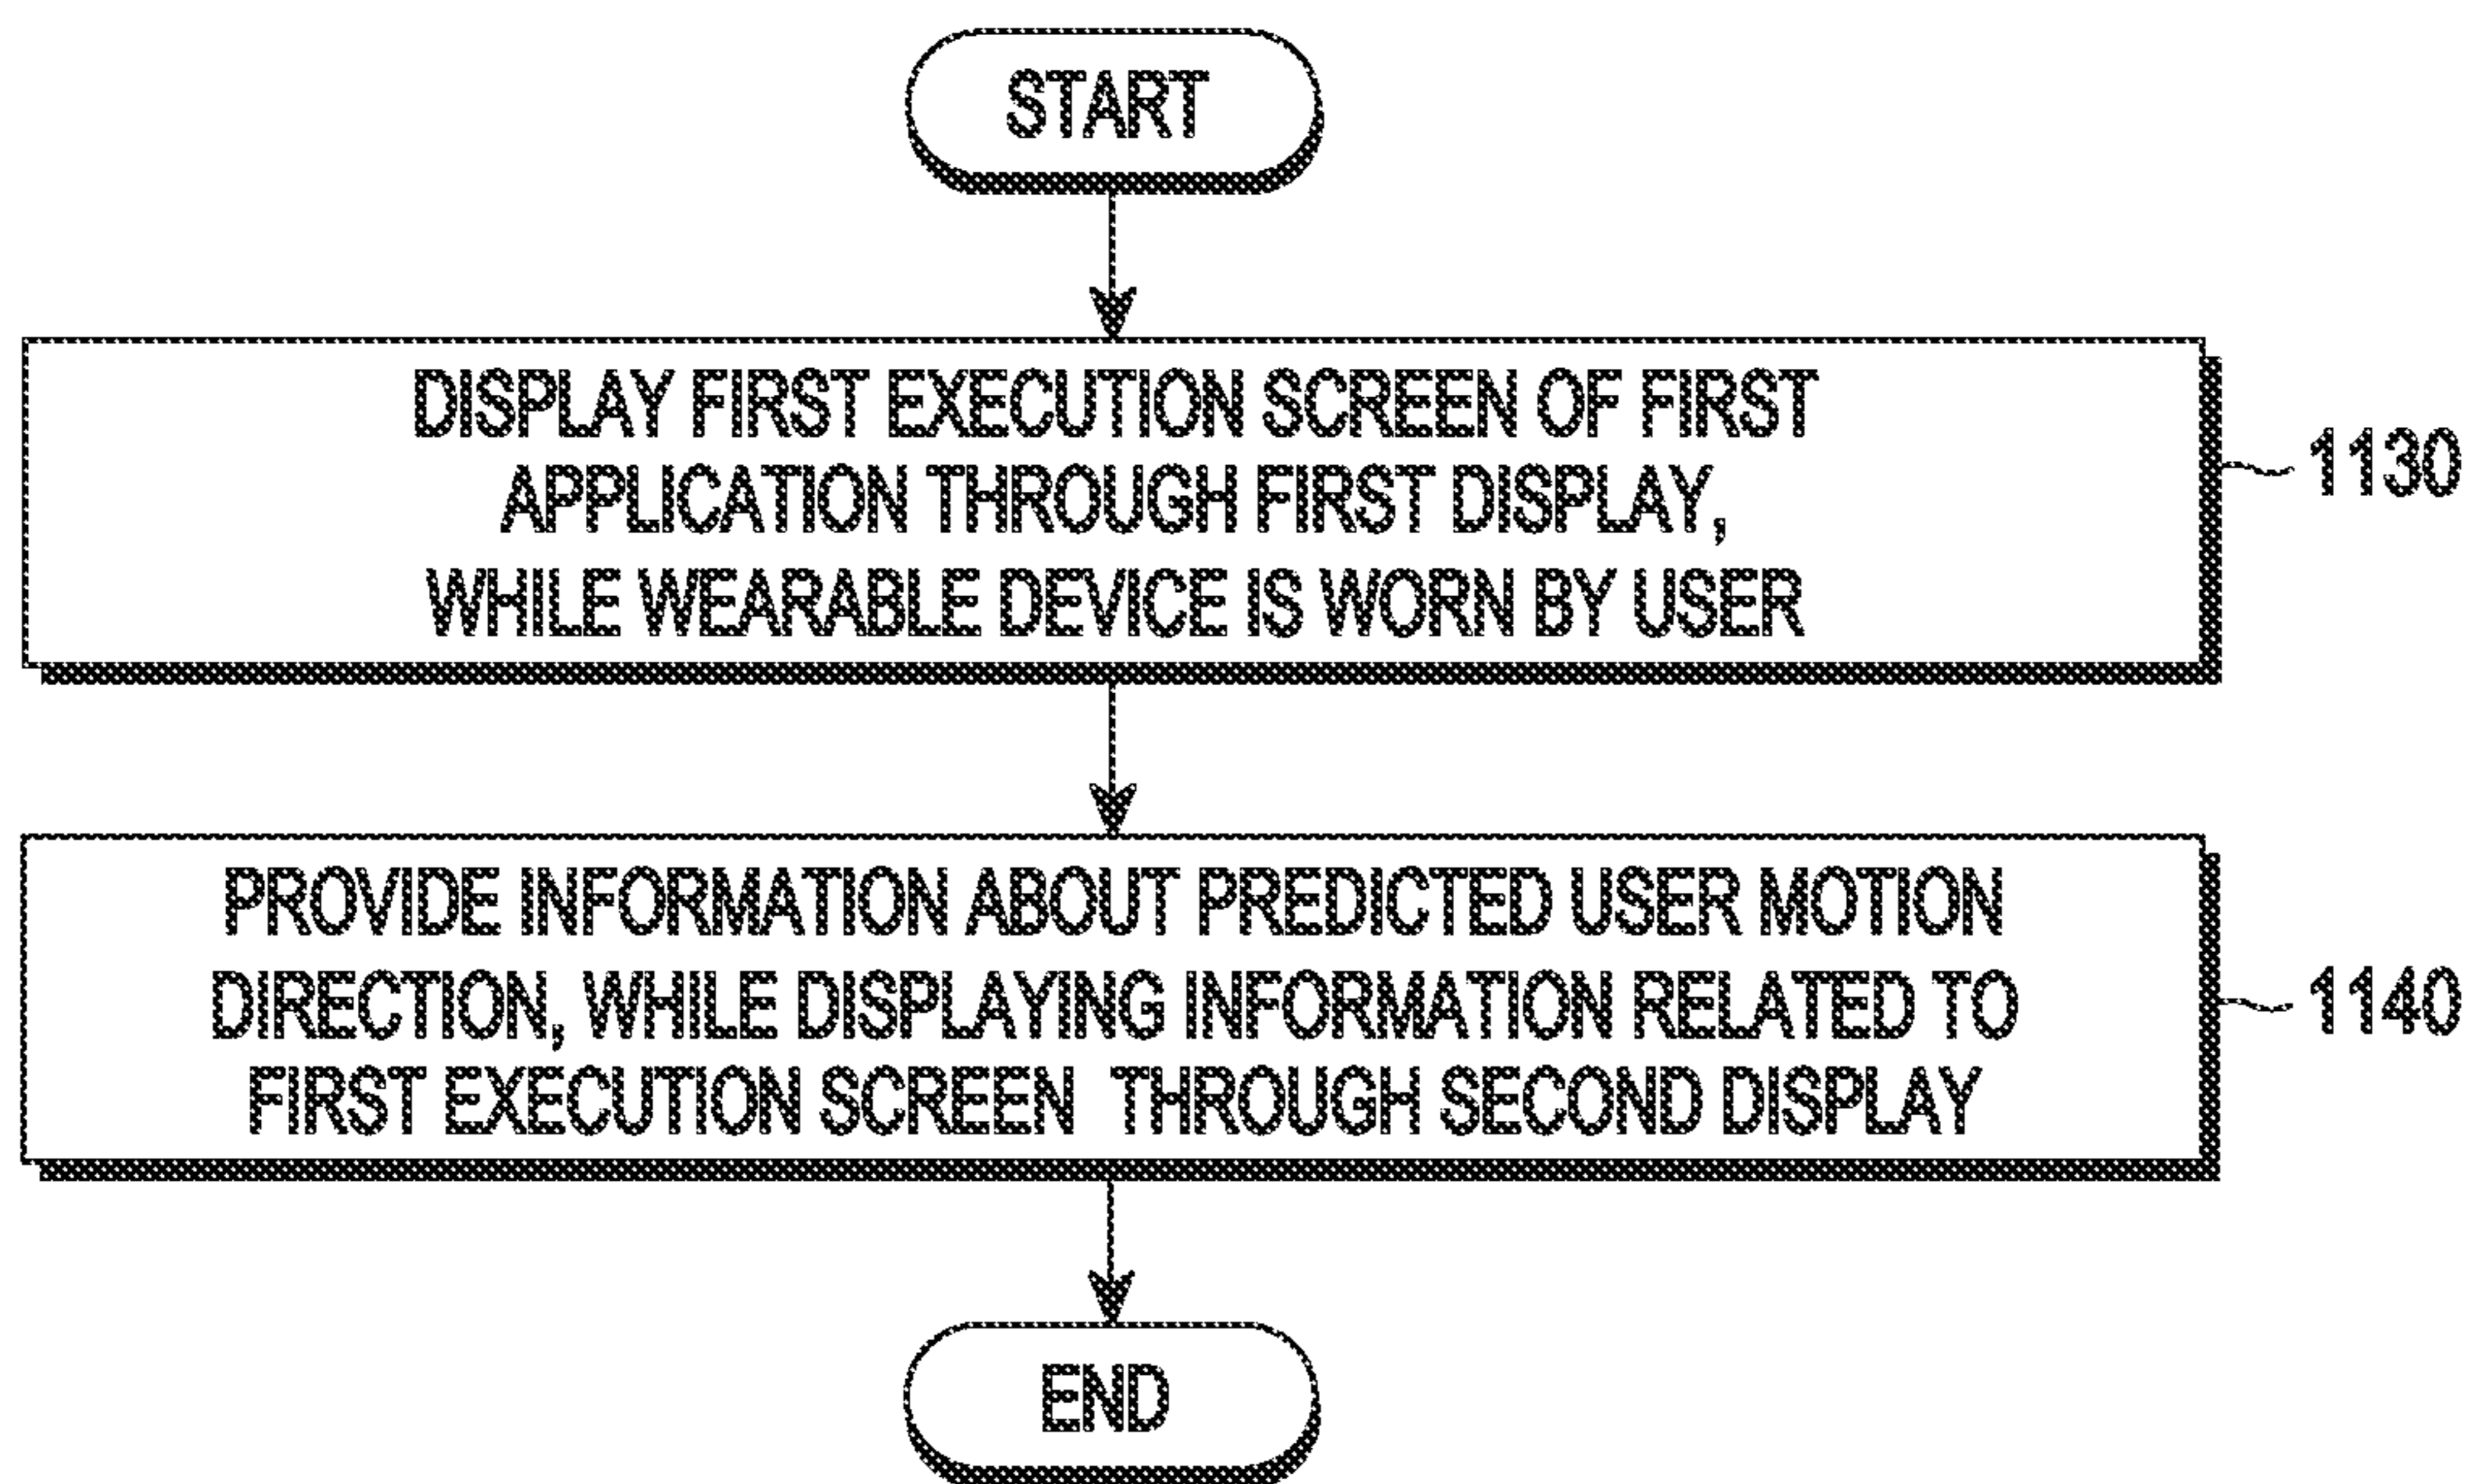 START
DISPLAY FIRST EXECUTION SCREEN OF FIRST
APPLICATION THROUGH FIRST DISPLAY,
WHILE WEARABLE DEVICE IS WORN BY USER
1130
PROVIDE INFORMATION ABOUT PREDICTED USER MOTION
DIRECTION, WHILE DISPLAYING INFORMATION RELATED TO
FIRST EXECUTION SCREEN THROUGH SECOND DISPLAY
1140
END